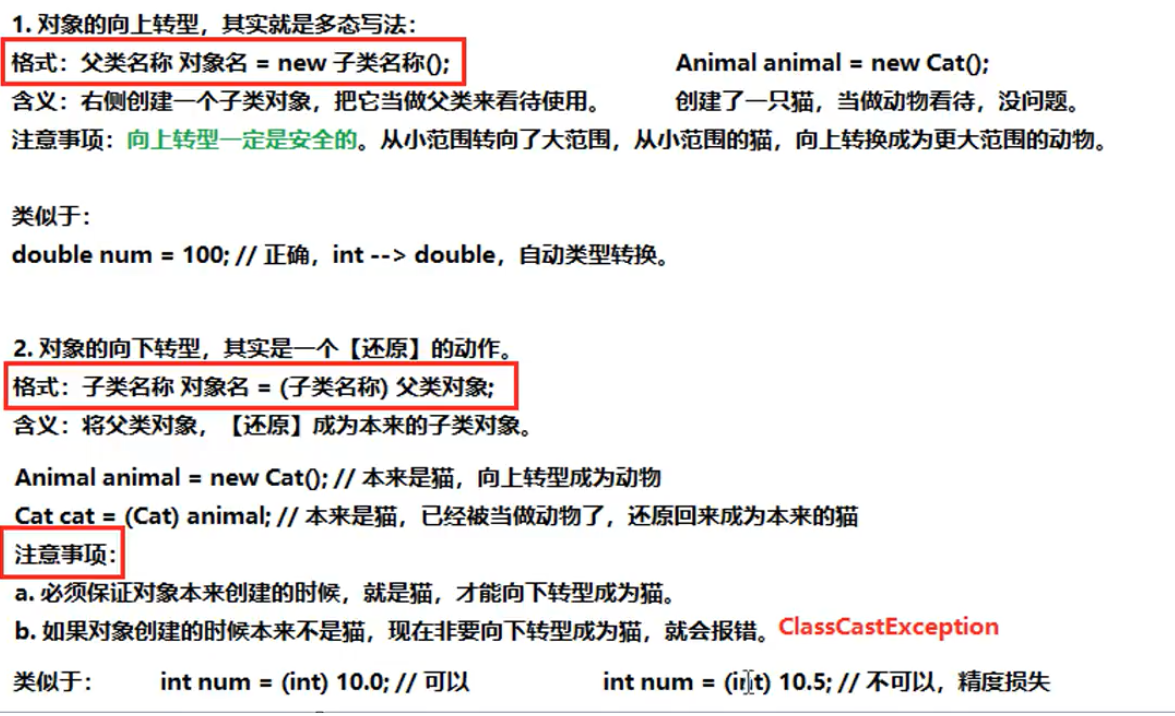 1. 对象的向上转型，其实就是多态写法：
格式：父类名称 对象名 = new 子类名称();
Animal animal = new Cat();
含义：右侧创建一个子类对象，把它当做父类来看待使用。
创建了一只猫，当做动物看待，没问题。
注意事项：向上转型一定是安全的。从小范围转向了大范围，从小范围的猫，向上转换成为更大范围的动物。
类似于：
double num = 100; // 正确，int --> double，自动类型转换。
2. 对象的向下转型，其实是一个【还原】的动作。
格式：子类名称 对象名 = (子类名称) 父类对象;
含义：将父类对象，【还原】成为本来的子类对象。
Animal animal = new Cat(); // 本来是猫，向上转型成为动物
Cat cat = (Cat) animal; // 本来是猫，已经被当做动物了，还原回来成为本来的猫
注意事项：
a. 必须保证对象本来创建的时候，就是猫，才能向下转型成为猫。
b. 如果对象创建的时候本来不是猫，现在非要向下转型成为猫，就会报错。ClassCastException
类似于：
int num = (int) 10.0; // 可以
int num = (int) 10.5; // 不可以，精度损失